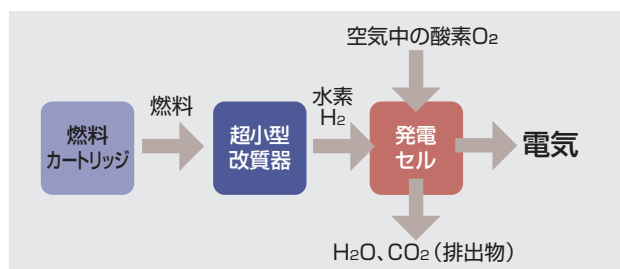 空気中の酸素O₂
燃料
水素
H₂
燃料
カートリッジ
超小型
改質器
発電
セル
電気
H₂O、CO₂(排出物)